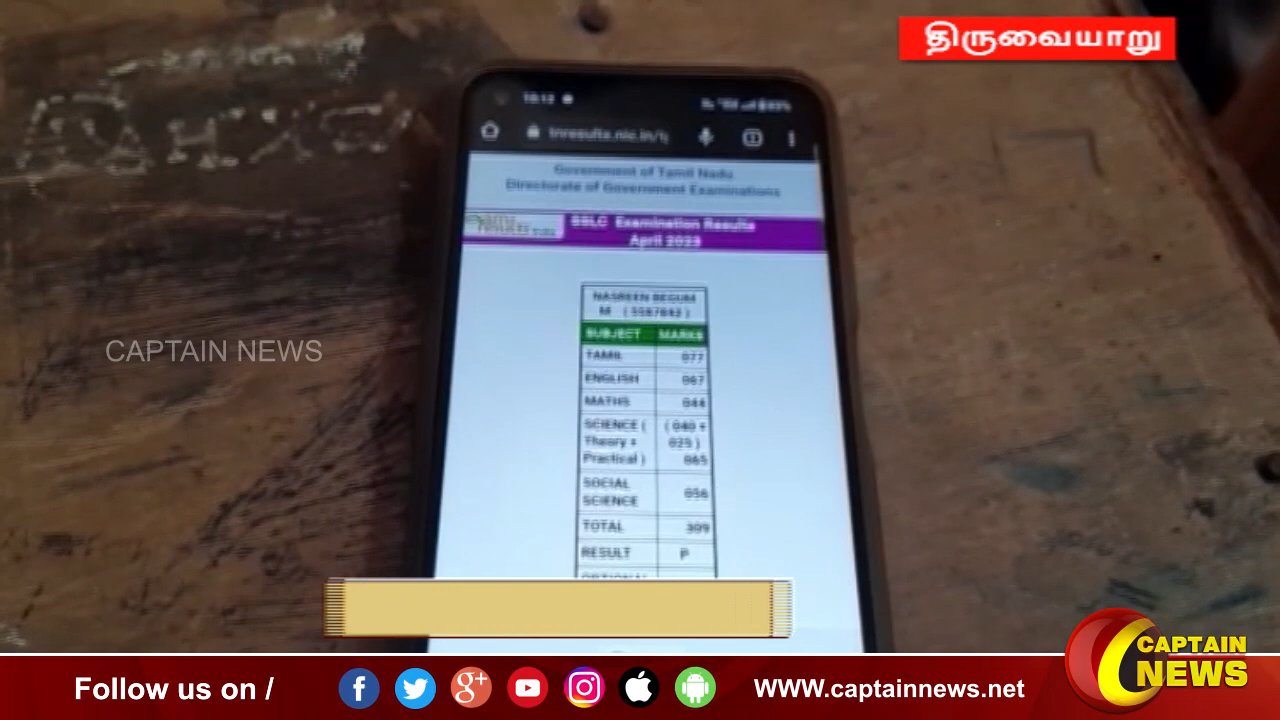 திருவையாறு
10:12
tnresults.nic.in/t
Government of Tamil Nadu
Directorate of Government Examinations
SSLC Examination Results
April 2023
NASREEN BEGUM
M
SUBJECT MARKS
TAMIL 077
ENGLISH 067
MATHS 044
SCIENCE ( ( 040 +
Theory + 025 )
Practical ) 065
SOCIAL
SCIENCE 056
TOTAL 309
RESULT P
CAPTAIN NEWS
Follow us on /
WWW.captainnews.net
CAPTAIN
NEWS